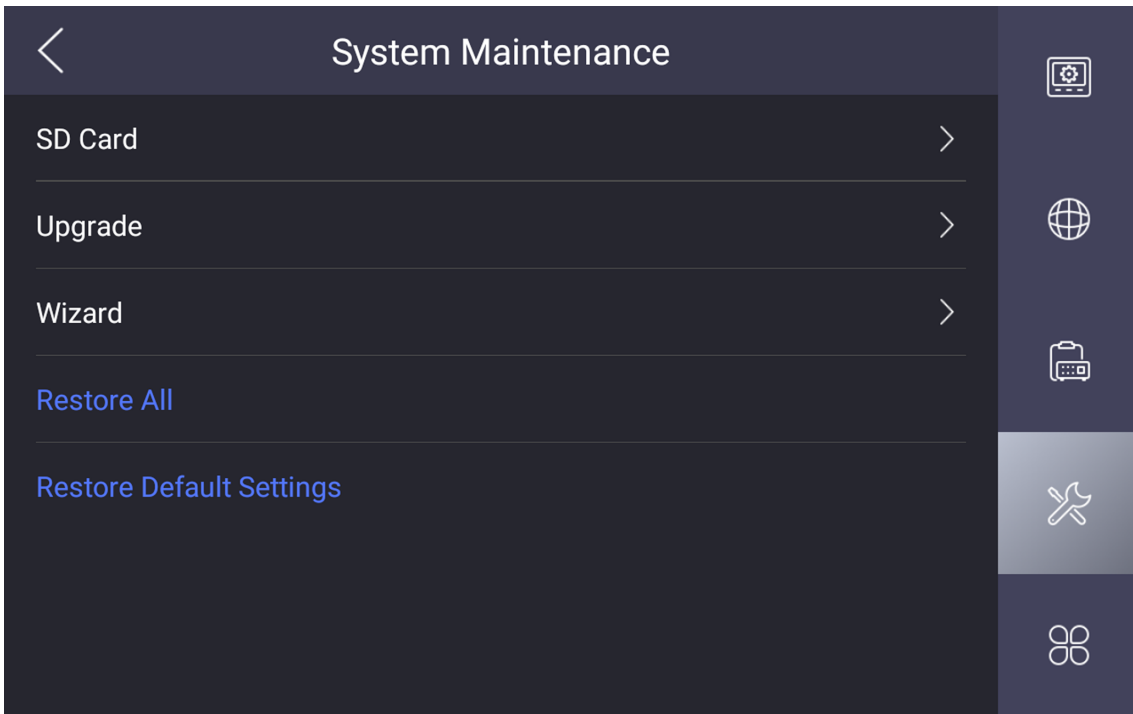 System Maintenance
SD Card
Upgrade
Wizard
Restore All
Restore Default Settings